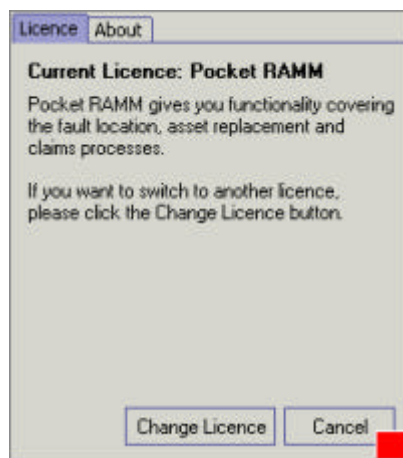 Licence About
Current Licence: Pocket RAMM
Pocket RAMM gives you functionality covering
the fault location, asset replacement and
claims processes.
If you want to switch to another licence,
please click the Change Licence button.
Change Licence Cancel